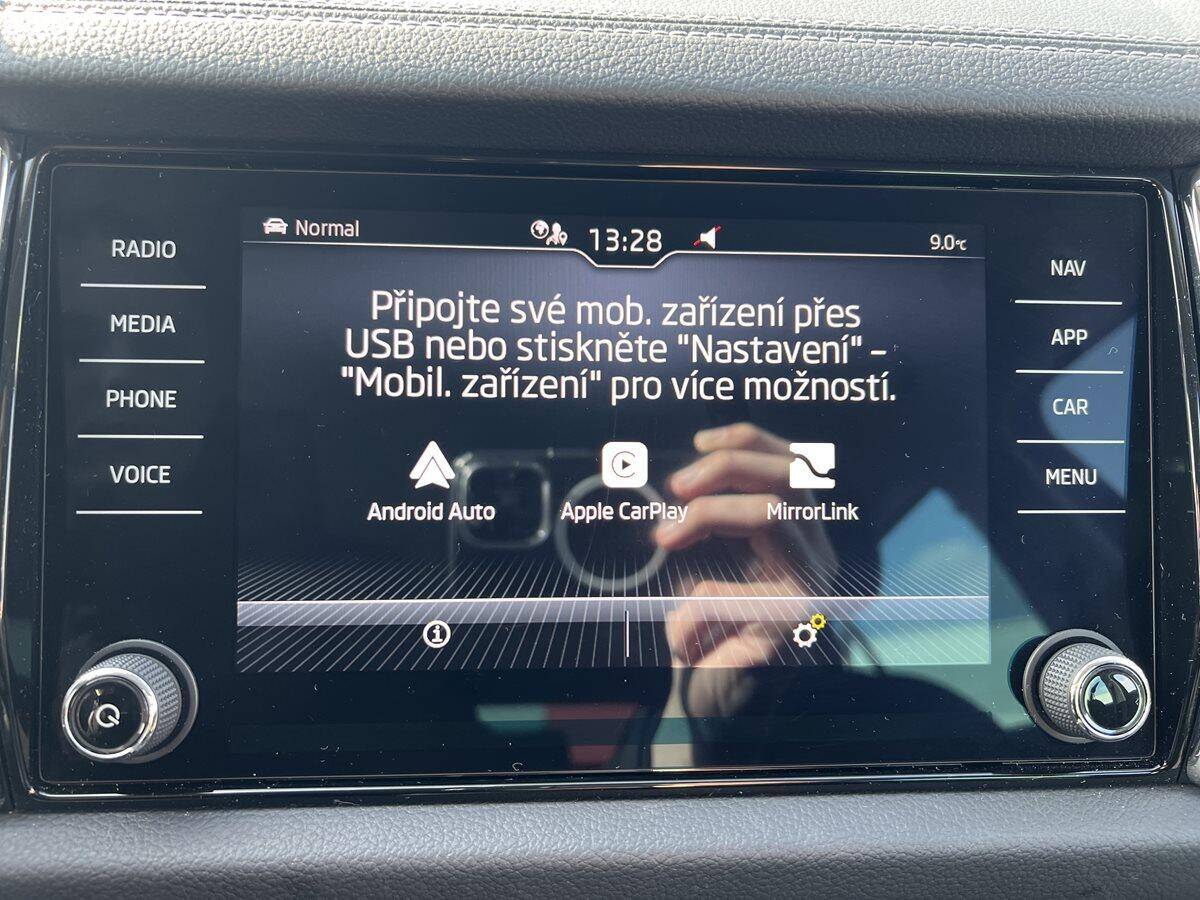 Normal
13:28
9.0°C
RADIO
MEDIA
PHONE
VOICE
Připojte své mob. zařízení přes
USB nebo stiskněte "Nastavení" –
"Mobil. zařízení" pro více možností.
Android Auto
Apple CarPlay
MirrorLink
NAV
APP
CAR
MENU